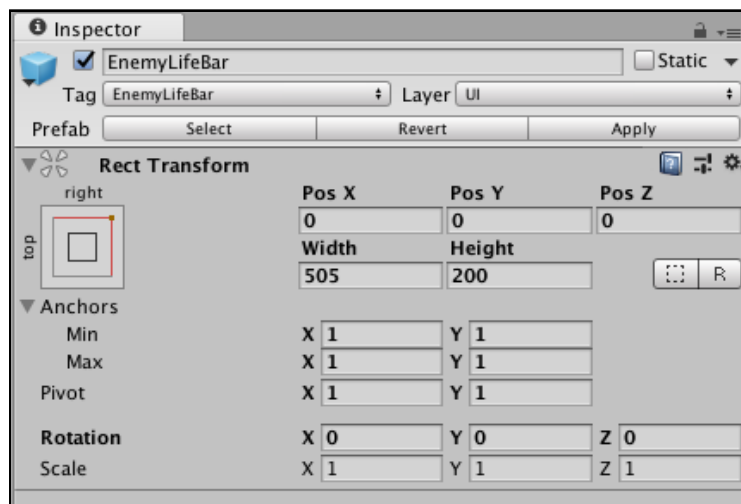 Inspector
EnemyLifeBar Static
Tag EnemyLifeBar Layer UI
Prefab Select Revert Apply
Rect Transform
right Pos X Pos Y Pos Z
top 0 0 0
Width Height
505 200 R
Anchors
Min X 1 Y 1
Max X 1 Y 1
Pivot X 1 Y 1
Rotation X 0 Y 0 Z 0
Scale X 1 Y 1 Z 1